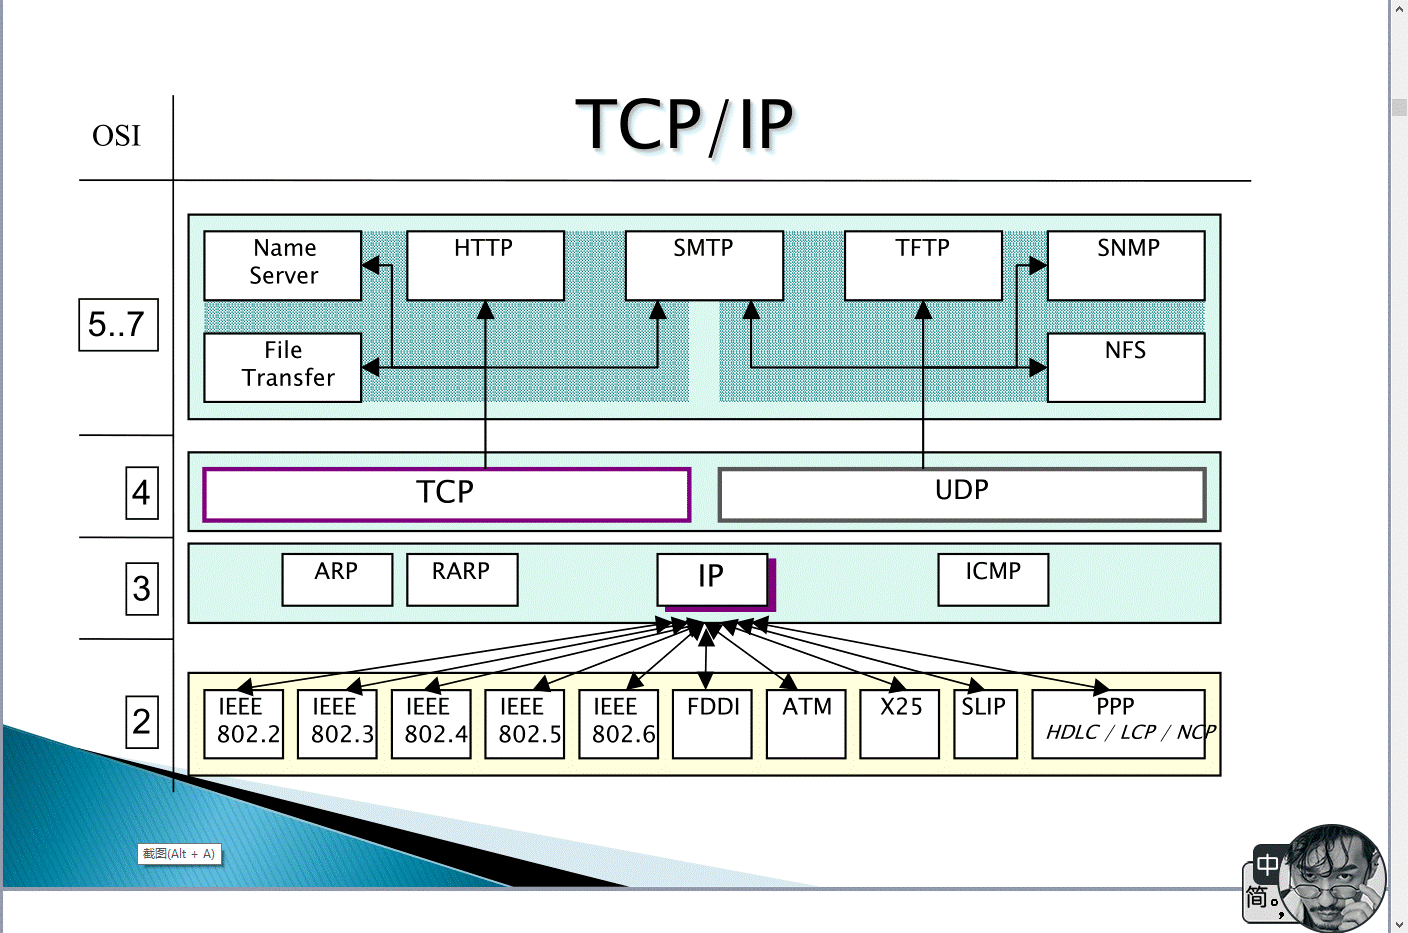 TCP/IP
OSI
Name
Server
HTTP
SMTP
TFTP
SNMP
5..7
File
Transfer
NFS
4
TCP
UDP
3
ARP
RARP
IP
ICMP
2
IEEE
802.2
IEEE
802.3
IEEE
802.4
IEEE
802.5
IEEE
802.6
FDDI
ATM
X25
SLIP
PPP
HDLC / LCP / NCP
截图(Alt + A)
中
简。,